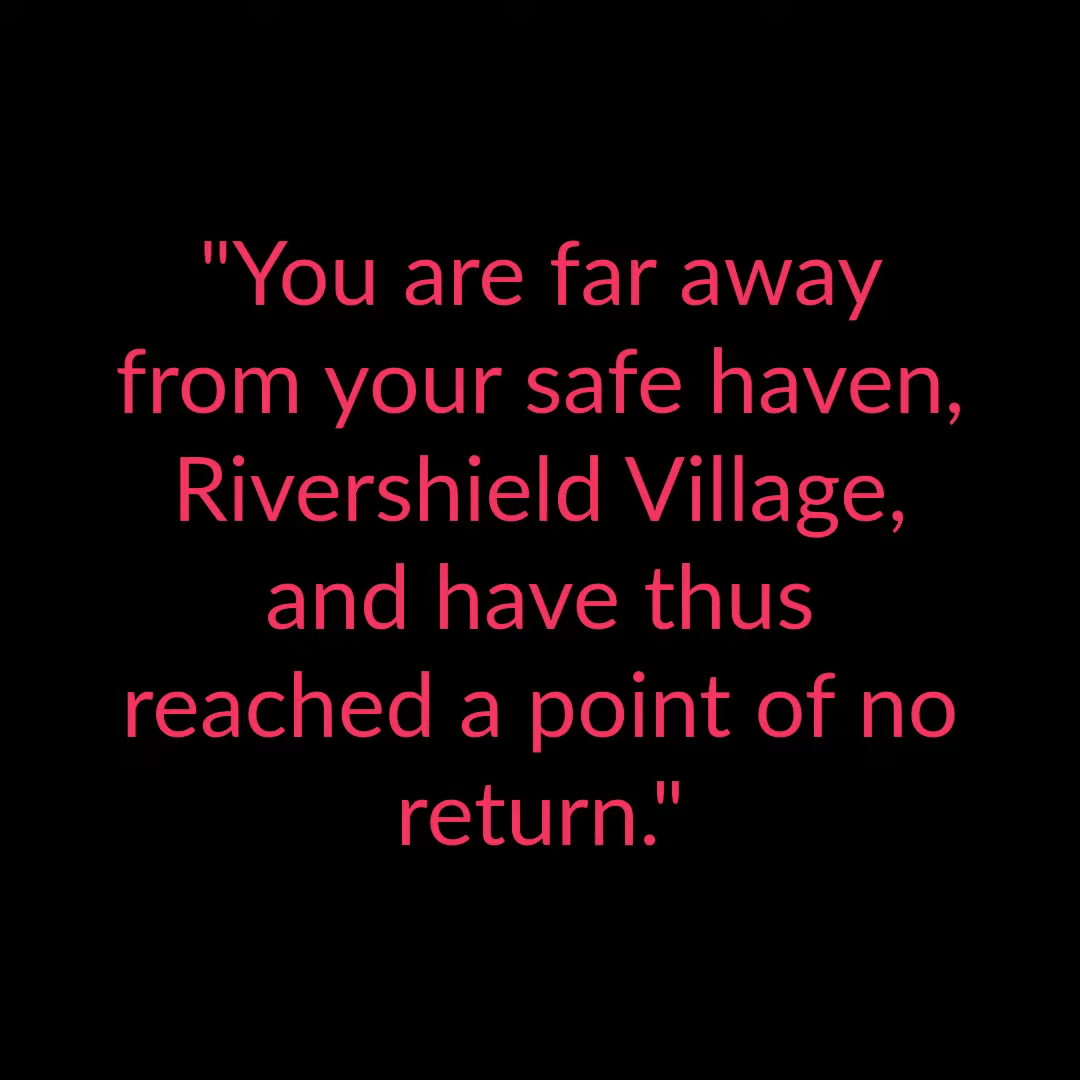 "You are far away
from your safe haven,
Rivershield Village,
and have thus
reached a point of no
return."